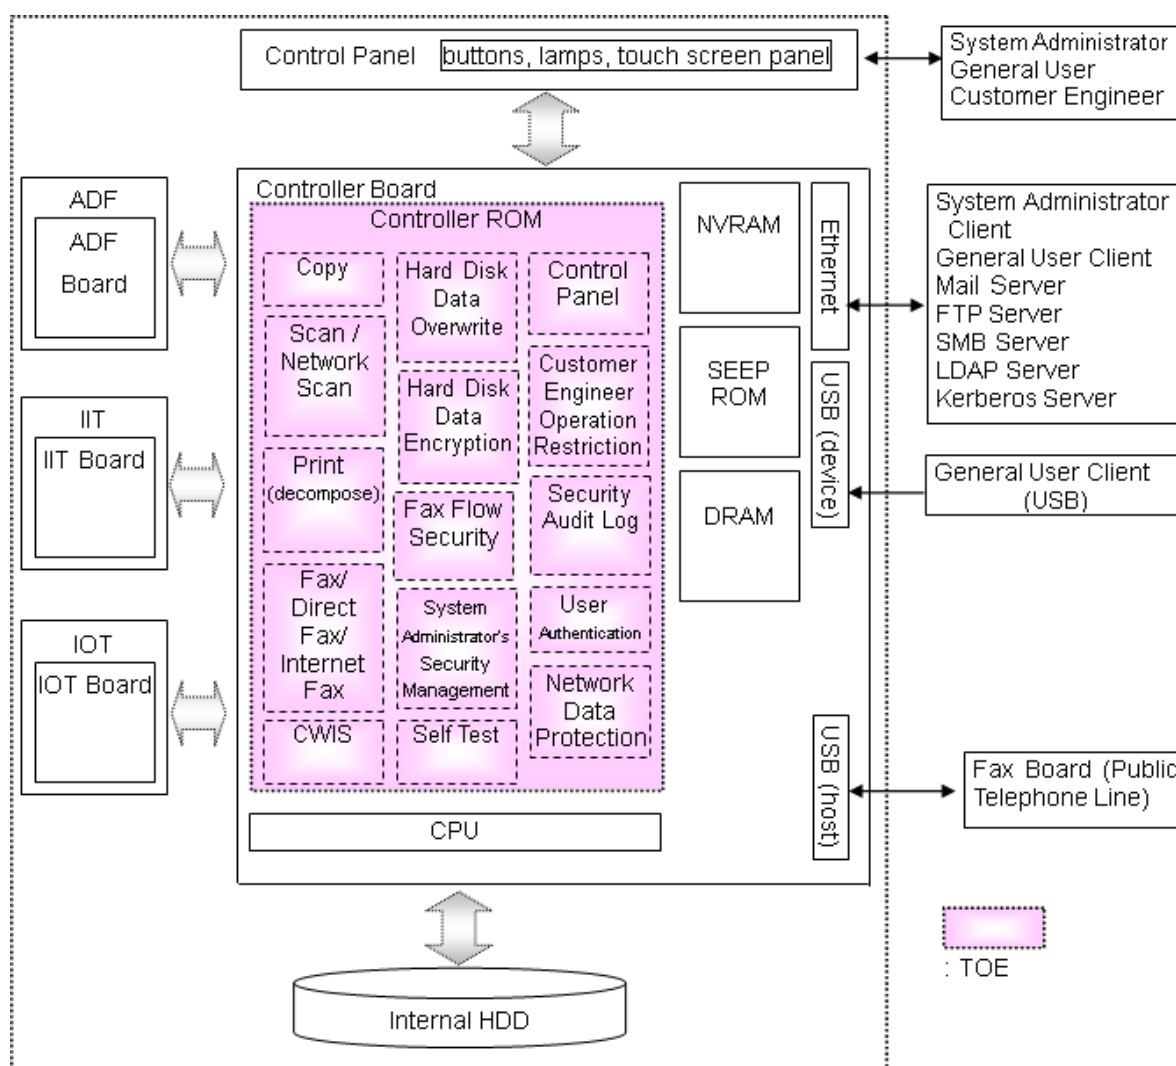 Control Panel
buttons, lamps, touch screen panel
System Administrator
General User
Customer Engineer
ADF
ADF
Board
IIT
IIT Board
IOT
IOT Board
Controller Board
Controller ROM
Copy
Scan /
Network
Scan
Print
(decompose)
Fax/
Direct
Fax/
Internet
Fax
CWIS
Hard Disk
Data
Overwrite
Hard Disk
Data
Encryption
Fax Flow
Security
System
Administrator's
Security
Management
Self Test
Control
Panel
Customer
Engineer
Operation
Restriction
Security
Audit Log
User
Authentication
Network
Data
Protection
NVRAM
SEEP
ROM
DRAM
Ethernet
USB (device)
USB (host)
CPU
Internal HDD
System Administrator
Client
General User Client
Mail Server
FTP Server
SMB Server
LDAP Server
Kerberos Server
General User Client
(USB)
Fax Board (Public
Telephone Line)
: TOE